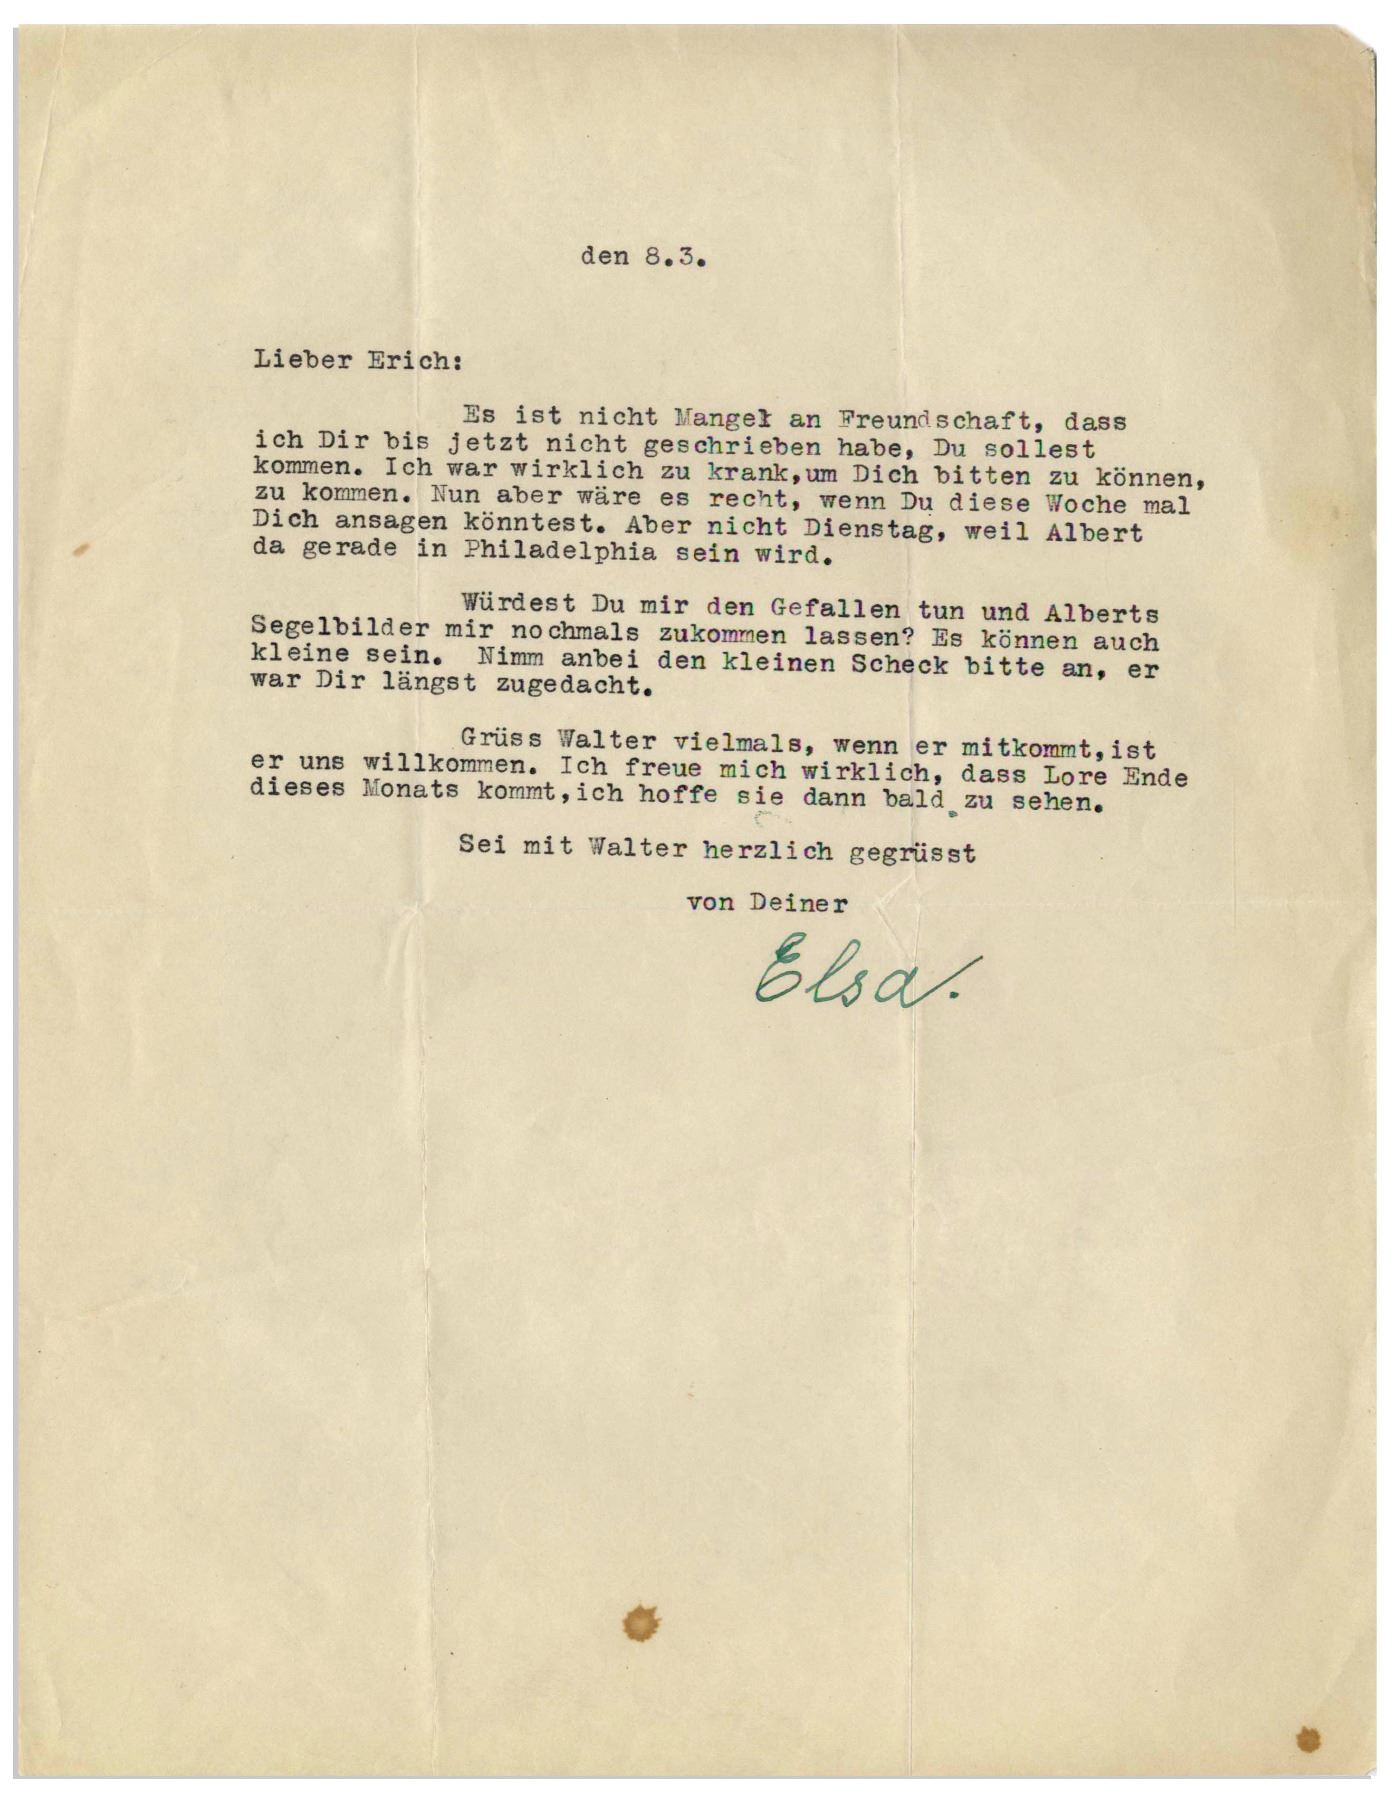 den 8.3.
Lieber Erich:
Es ist nicht Mangel an Freundschaft, dass
ich Dir bis jetzt nicht geschrieben habe, Du sollest
kommen. Ich war wirklich zu krank,um Dich bitten zu können,
zu kommen. Nun aber wäre es recht, wenn Du diese Woche mal
Dich ansagen könntest. Aber nicht Dienstag, weil Albert
da gerade in Philadelphia sein wird.
Würdest Du mir den Gefallen tun und Alberts
Segelbilder mir nochmals zukommen lassen? Es können auch
kleine sein. Nimm anbei den kleinen Scheck bitte an, er
war Dir längst zugedacht.
Grüss Walter vielmals, wenn er mitkommt,ist
er uns willkommen. Ich freue mich wirklich, dass Lore Ende
dieses Monats kommt,ich hoffe sie dann bald zu sehen.
Sei mit Walter herzlich gegrüsst
von Deiner
Elsa.